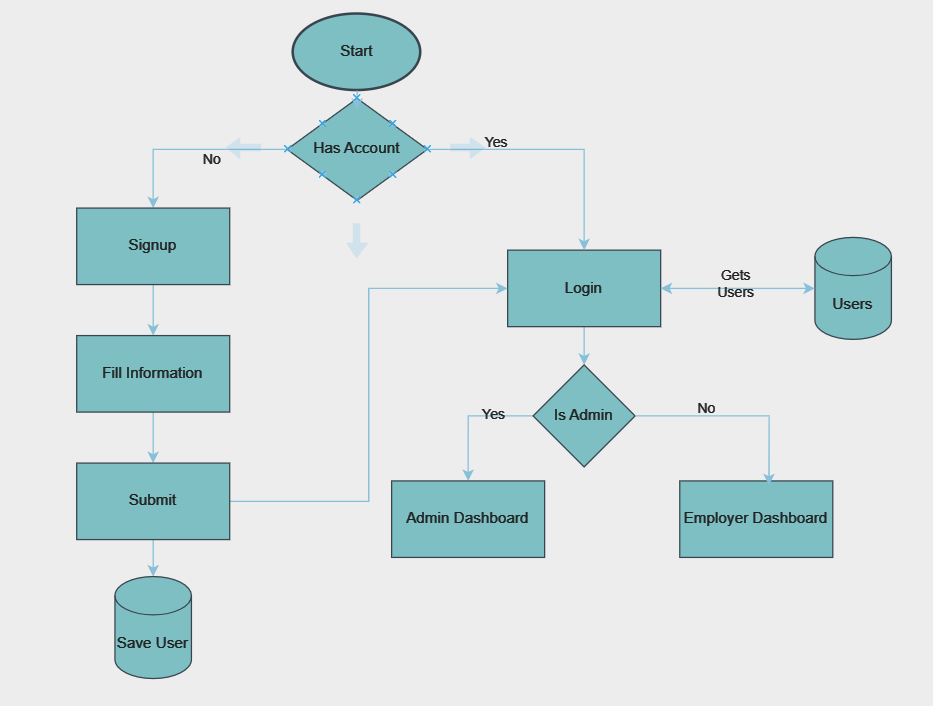 Start
Has Account
No
Yes
Signup
Login
Gets
Users
Users
Fill Information
Yes
Is Admin
No
Submit
Admin Dashboard
Employer Dashboard
Save User